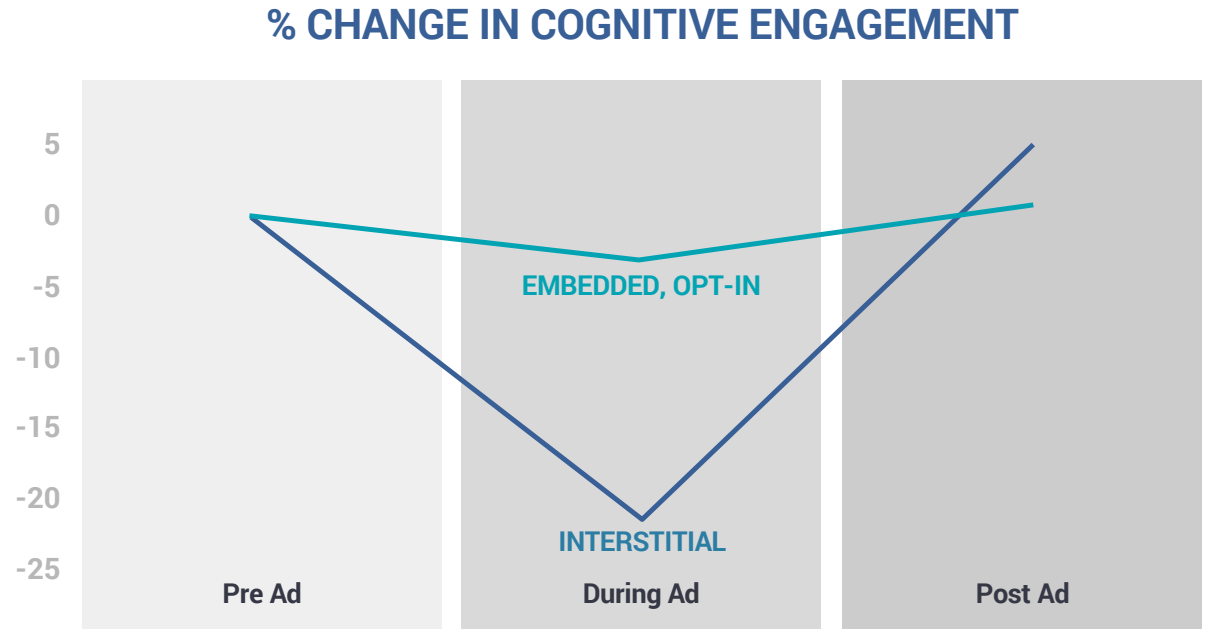 % CHANGE IN COGNITIVE ENGAGEMENT
5
0
-5
-10
-15
-20
-25
EMBEDDED, OPT-IN
INTERSTITIAL
Pre Ad
During Ad
Post Ad